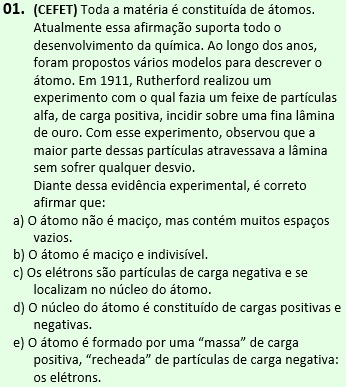 01. (CEFET) Toda a matéria é constituída de átomos.
Atualmente essa afirmação suporta todo o
desenvolvimento da química. Ao longo dos anos,
foram propostos vários modelos para descrever o
átomo. Em 1911, Rutherford realizou um
experimento com o qual fazia um feixe de partículas
alfa, de carga positiva, incidir sobre uma fina lâmina
de ouro. Com esse experimento, observou que a
maior parte dessas partículas atravessava a lâmina
sem sofrer qualquer desvio.
Diante dessa evidência experimental, é correto
afirmar que:
a) O átomo não é maciço, mas contém muitos espaços
vazios.
b) O átomo é maciço e indivisível.
c) Os elétrons são partículas de carga negativa e se
localizam no núcleo do átomo.
d) O núcleo do átomo é constituído de cargas positivas e
negativas.
e) O átomo é formado por uma “massa” de carga
positiva, “recheada” de partículas de carga negativa:
os elétrons.